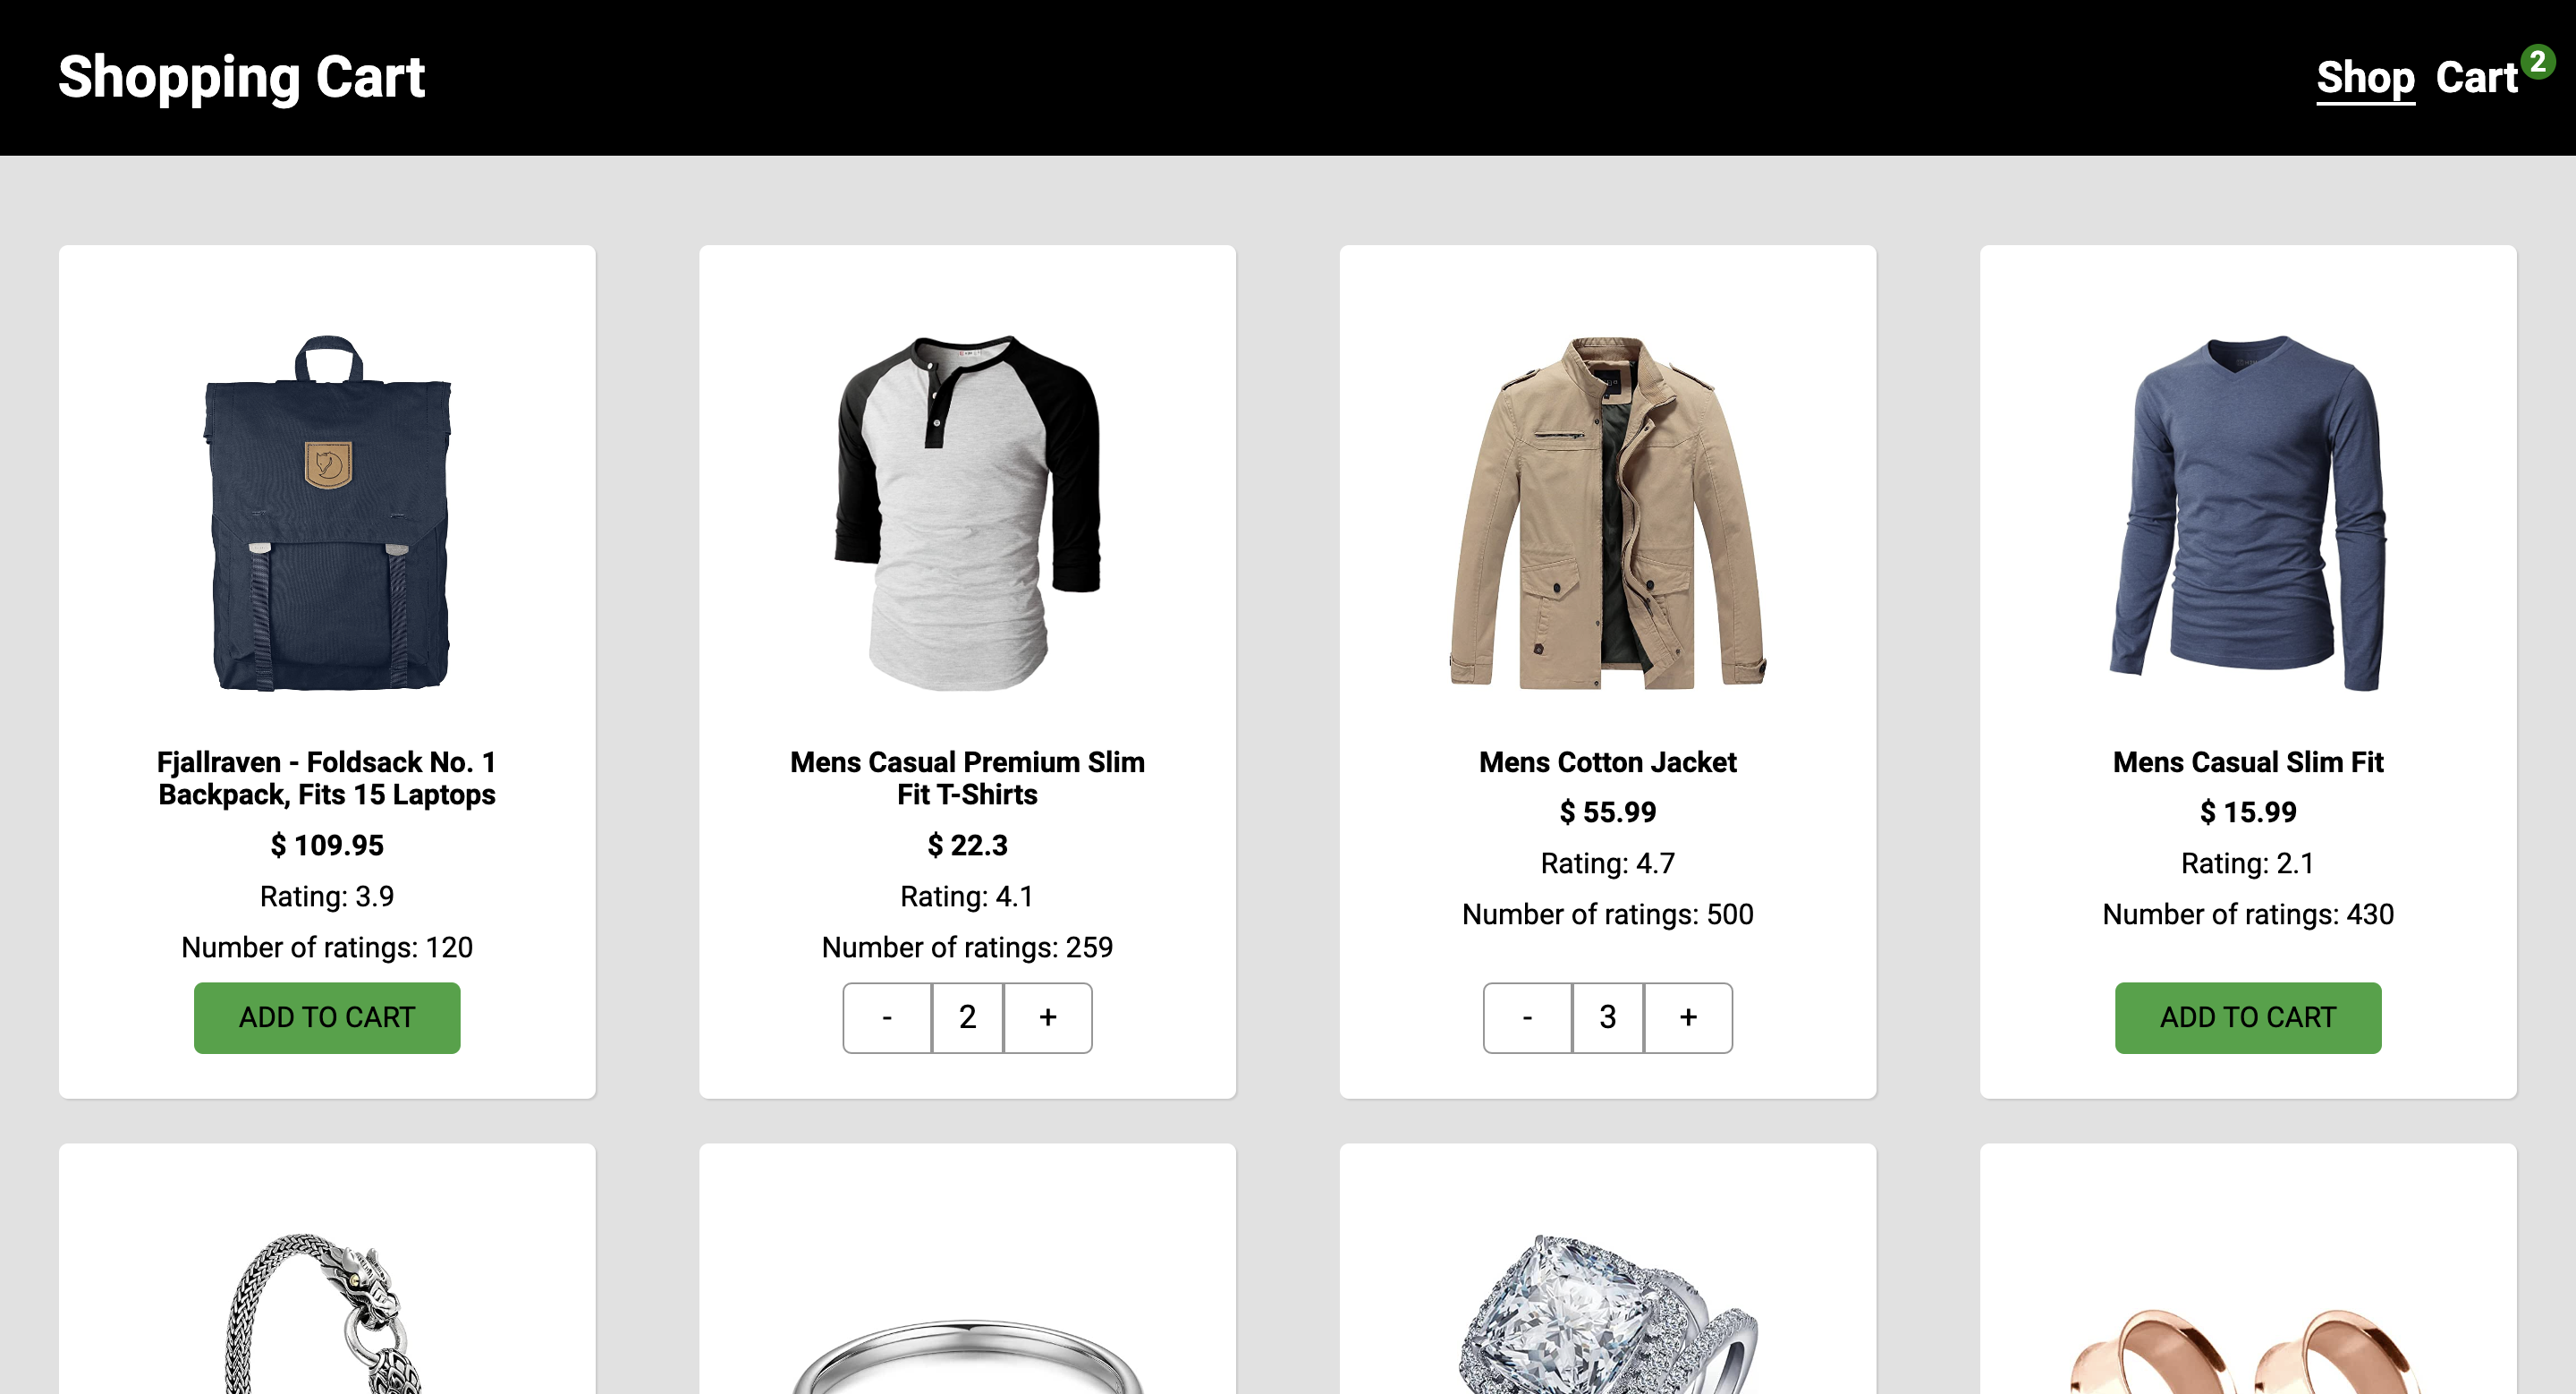 Shopping Cart
Shop Cart 2
Fjallraven - Foldsack No. 1
Backpack, Fits 15 Laptops
$ 109.95
Rating: 3.9
Number of ratings: 120
ADD TO CART
Mens Casual Premium Slim
Fit T-Shirts
$ 22.3
Rating: 4.1
Number of ratings: 259
- 2 +
Mens Cotton Jacket
$ 55.99
Rating: 4.7
Number of ratings: 500
- 3 +
Mens Casual Slim Fit
$ 15.99
Rating: 2.1
Number of ratings: 430
ADD TO CART